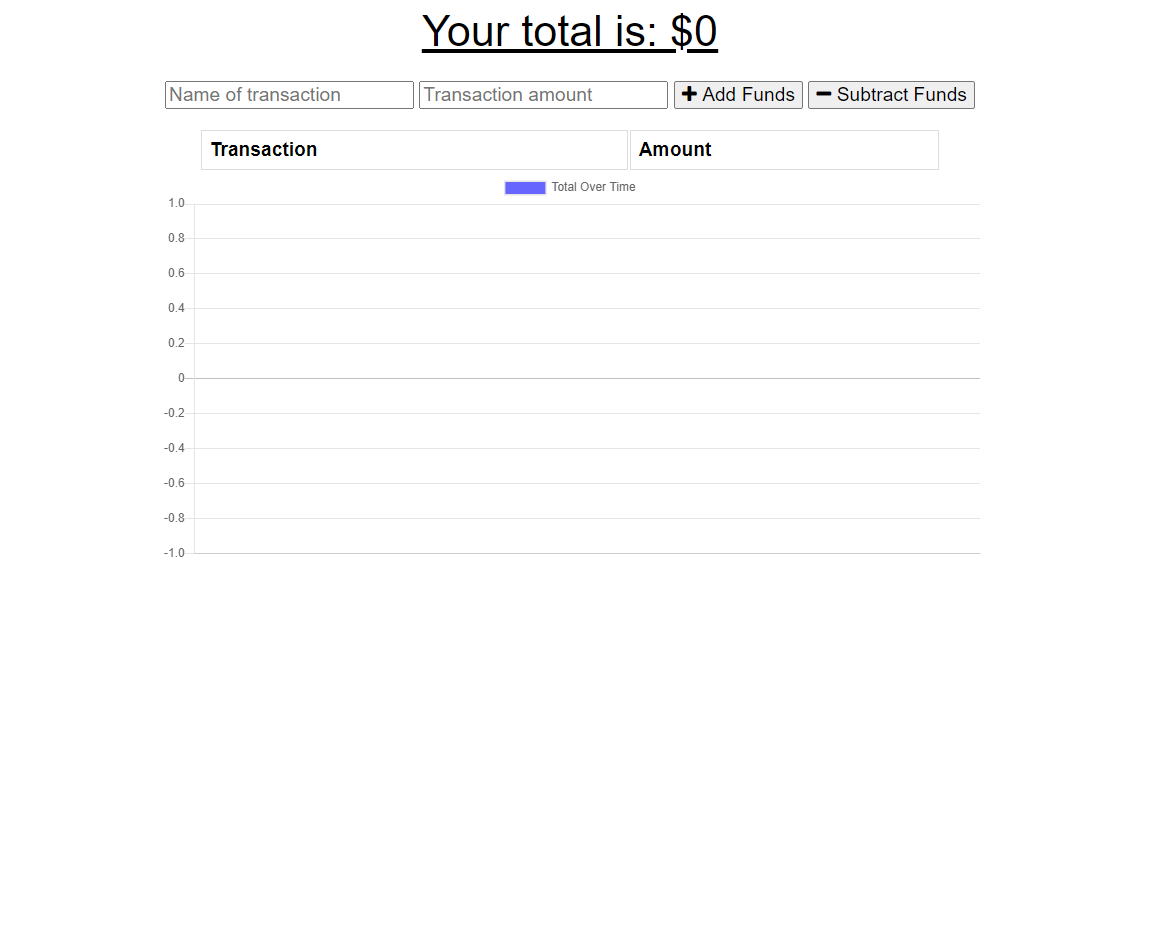 Your total is: $0
Name of transaction Transaction amount Add Funds Subtract Funds
Transaction Amount
Total Over Time
1.0
0.8
0.6
0.4
0.2
0
-0.2
-0.4
-0.6
-0.8
-1.0